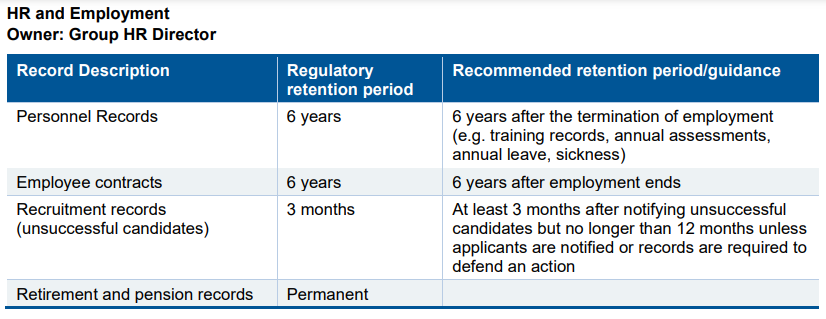 HR and Employment
Owner: Group HR Director
Record Description
Regulatory
retention period
Recommended retention period/guidance
Personnel Records
6 years
6 years after the termination of employment
(e.g. training records, annual assessments,
annual leave, sickness)
Employee contracts
6 years
6 years after employment ends
Recruitment records
(unsuccessful candidates)
3 months
At least 3 months after notifying unsuccessful
candidates but no longer than 12 months unless
applicants are notified or records are required to
defend an action
Retirement and pension records
Permanent